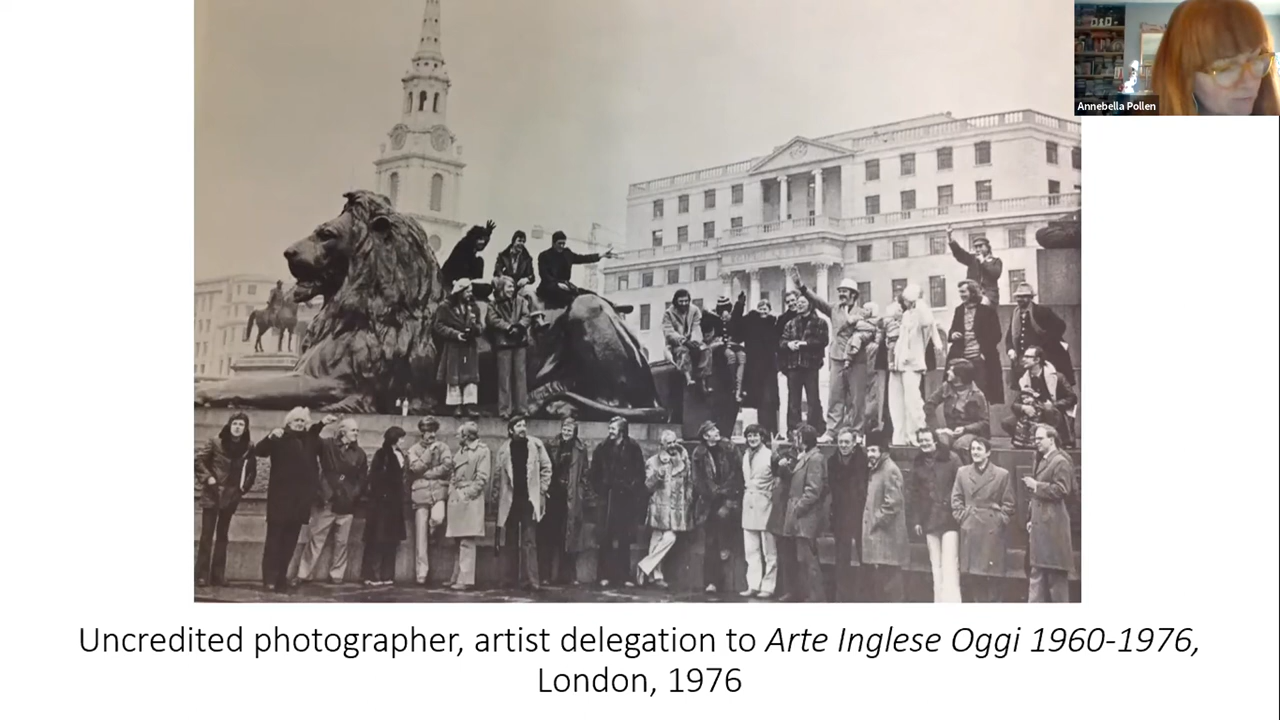 Annebella Pollen
Uncredited photographer, artist delegation to Arte Inglese Oggi 1960-1976,
London, 1976